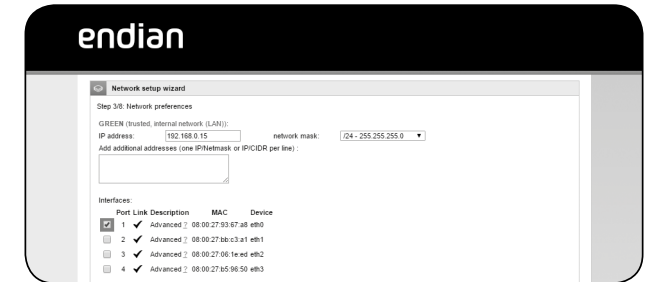 endian
Network setup wizard
Step 3/8: Network preferences
GREEN (trusted, internal network (LAN)):
IP address: 192.168.0.15 network mask: /24 - 255.255.255.0
Add additional addresses (one IP/Netmask or IP/CIDR per line) :
Interfaces:
Port Link Description MAC Device
1 Advanced ? 08:00:27:93:67:a8 eth0
2 Advanced ? 08:00:27:bb:c3:a1 eth1
3 Advanced ? 08:00:27:06:1e:ed eth2
4 Advanced ? 08:00:27:b5:96:50 eth3